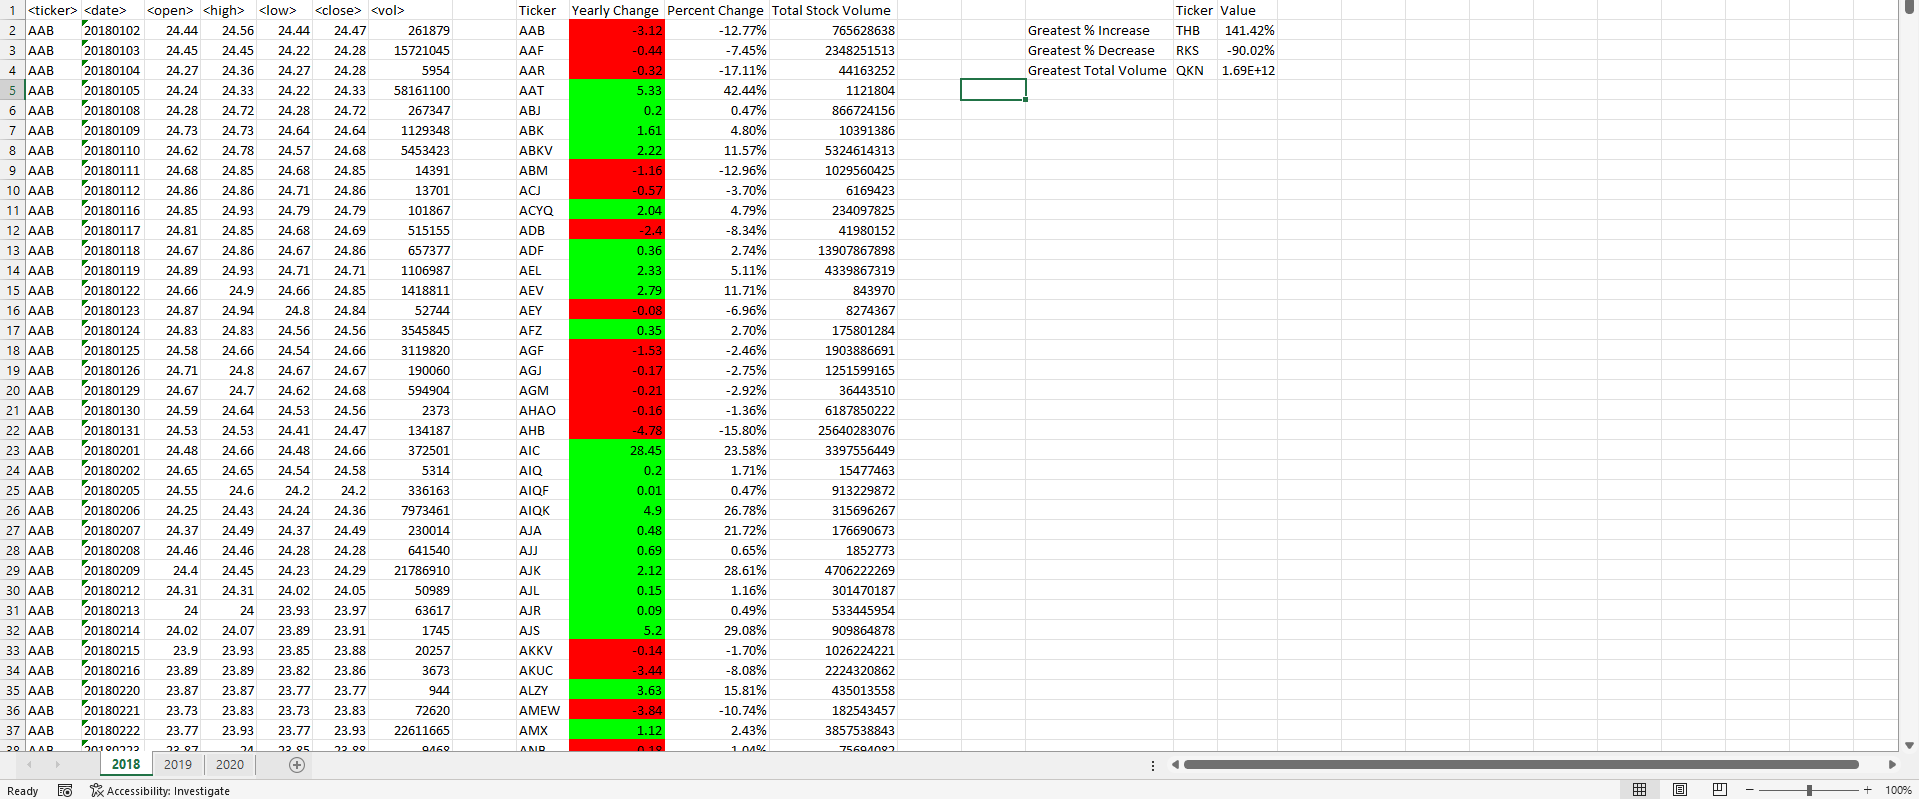 1 <ticker> <date> <open> <high> <low> <close> <vol> Ticker Yearly Change Percent Change Total Stock Volume Ticker Value
2 AAB 20180102 24.44 24.56 24.44 24.47 261879 AAB -3.12 -12.77% 765628638 Greatest % Increase THB 141.42%
3 AAB 20180103 24.45 24.45 24.22 24.28 15721045 AAF -0.44 -7.45% 2348251513 Greatest % Decrease RKS -90.02%
4 AAB 20180104 24.27 24.36 24.27 24.28 5954 AAR -0.32 -17.11% 44163252 Greatest Total Volume QKN 1.69E+12
5 AAB 20180105 24.24 24.33 24.22 24.33 58161100 AAT 5.33 42.44% 1121804
6 AAB 20180108 24.28 24.72 24.28 24.72 267347 ABJ 0.2 0.47% 866724156
7 AAB 20180109 24.73 24.73 24.64 24.64 1129348 ABK 1.61 4.80% 10391386
8 AAB 20180110 24.62 24.78 24.57 24.68 5453423 ABKV 2.22 11.57% 5324614313
9 AAB 20180111 24.68 24.85 24.68 24.85 14391 ABM -1.16 -12.96% 1029560425
10 AAB 20180112 24.86 24.86 24.71 24.86 13701 ACJ -0.57 -3.70% 6169423
11 AAB 20180116 24.85 24.93 24.79 24.79 101867 ACYQ 2.04 4.79% 234097825
12 AAB 20180117 24.81 24.85 24.68 24.69 515155 ADB -2.4 -8.34% 41980152
13 AAB 20180118 24.67 24.86 24.67 24.86 657377 ADF 0.36 2.74% 13907867898
14 AAB 20180119 24.89 24.93 24.71 24.71 1106987 AEL 2.33 5.11% 4339867319
15 AAB 20180122 24.66 24.9 24.66 24.85 1418811 AEV 2.79 11.71% 843970
16 AAB 20180123 24.87 24.94 24.8 24.84 52744 AEY -0.08 -6.96% 8274367
17 AAB 20180124 24.83 24.83 24.56 24.56 3545845 AFZ 0.35 2.70% 175801284
18 AAB 20180125 24.58 24.66 24.54 24.66 3119820 AGF -1.53 -2.46% 1903886691
19 AAB 20180126 24.71 24.8 24.67 24.67 190060 AGJ -0.17 -2.75% 1251599165
20 AAB 20180129 24.67 24.7 24.62 24.68 594904 AGM -0.21 -2.92% 36443510
21 AAB 20180130 24.59 24.64 24.53 24.56 2373 AHAO -0.16 -1.36% 6187850222
22 AAB 20180131 24.53 24.53 24.41 24.47 134187 AHB -4.78 -15.80% 25640283076
23 AAB 20180201 24.48 24.66 24.48 24.66 372501 AIC 28.45 23.58% 3397556449
24 AAB 20180202 24.65 24.65 24.54 24.58 5314 AIQ 0.2 1.71% 15477463
25 AAB 20180205 24.55 24.6 24.2 24.2 336163 AIQF 0.01 0.47% 913229872
26 AAB 20180206 24.25 24.43 24.24 24.36 7973461 AIQK 4.9 26.78% 315696267
27 AAB 20180207 24.37 24.49 24.37 24.49 230014 AJA 0.48 21.72% 176690673
28 AAB 20180208 24.46 24.46 24.28 24.28 641540 AJJ 0.69 0.65% 1852773
29 AAB 20180209 24.4 24.45 24.23 24.29 21786910 AJK 2.12 28.61% 4706222269
30 AAB 20180212 24.31 24.31 24.02 24.05 50989 AJL 0.15 1.16% 301470187
31 AAB 20180213 24 24 23.93 23.97 63617 AJR 0.09 0.49% 533445954
32 AAB 20180214 24.02 24.07 23.89 23.91 1745 AJS 5.2 29.08% 909864878
33 AAB 20180215 23.9 23.93 23.85 23.88 20257 AKKV -0.14 -1.70% 1026224221
34 AAB 20180216 23.89 23.89 23.82 23.86 3673 AKUC -3.44 -8.08% 2224320862
35 AAB 20180220 23.87 23.87 23.77 23.77 944 ALZY 3.63 15.81% 435013558
36 AAB 20180221 23.73 23.83 23.73 23.83 72620 AMEW -3.84 -10.74% 182543457
37 AAB 20180222 23.77 23.93 23.77 23.93 22611665 AMX 1.12 2.43% 3857538843
38 AAB 20180223 23.87 24 23.85 23.88 9468
2018 2019 2020
Ready Accessibility: Investigate 100%